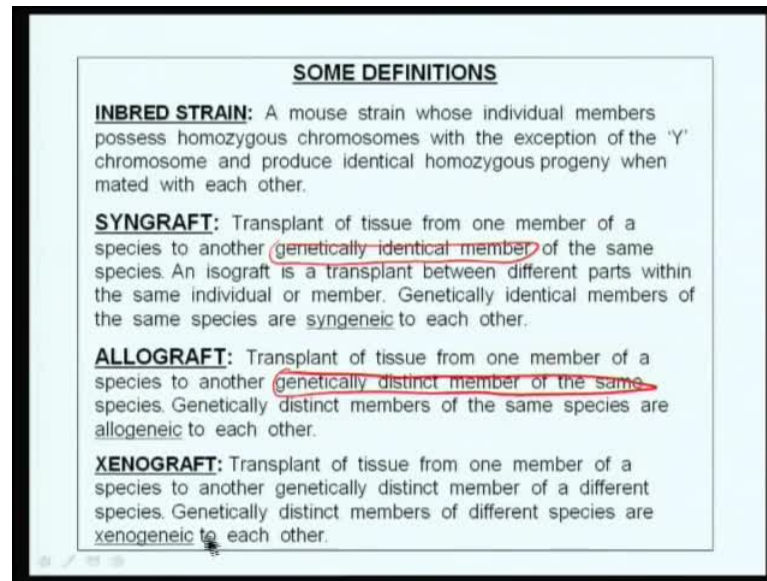 SOME DEFINITIONS
INBRED STRAIN: A mouse strain whose individual members
possess homozygous chromosomes with the exception of the 'Y'
chromosome and produce identical homozygous progeny when
mated with each other.
SYNGRAFT: Transplant of tissue from one member of a
species to another genetically identical member of the same
species. An isograft is a transplant between different parts within
the same individual or member. Genetically identical members of
the same species are syngeneic to each other.
ALLOGRAFT: Transplant of tissue from one member of a
species to another genetically distinct member of the same
species. Genetically distinct members of the same species are
allogeneic to each other.
XENOGRAFT: Transplant of tissue from one member of a
species to another genetically distinct member of a different
species. Genetically distinct members of different species are
xenogeneic to each other.